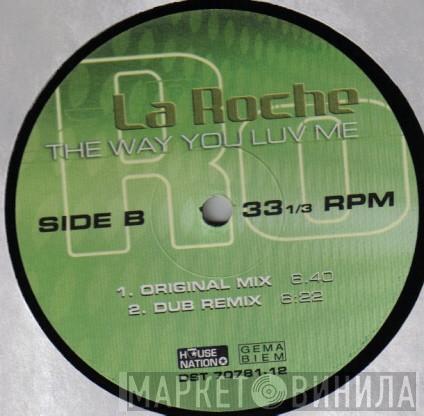 Ro
La Roche
THE WAY YOU LUV ME
SIDE B 33 1/3 RPM
1. ORIGINAL MIX 6.40
2. DUB REMIX 6:22
HOUSE NATION
GEMA BIEM
DST 70781-12
МАРКЕТ ВИНИЛА